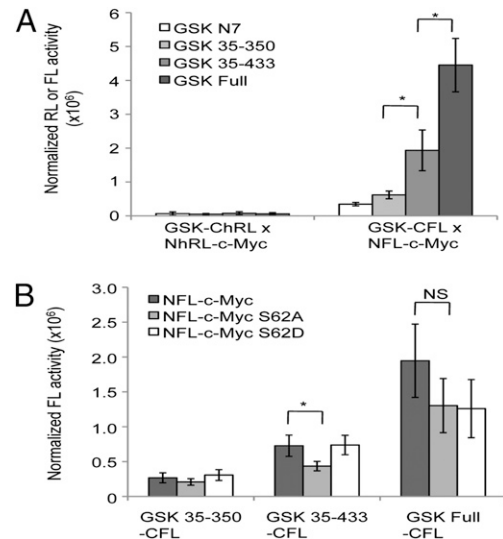 A
Normalized RL or FL activity
(x10⁶)
6
5
4
3
2
1
0
GSK N7
GSK 35-350
GSK 35-433
GSK Full
*
*
GSK-ChRL x
NhRL-c-Myc
GSK-CFL x
NFL-c-Myc
B
Normalized FL activity (x10⁶)
3.0
2.5
2.0
1.5
1.0
0.5
0
NFL-c-Myc
NFL-c-Myc S62A
NFL-c-Myc S62D
*
NS
GSK 35-350
-CFL
GSK 35-433
-CFL
GSK Full
-CFL